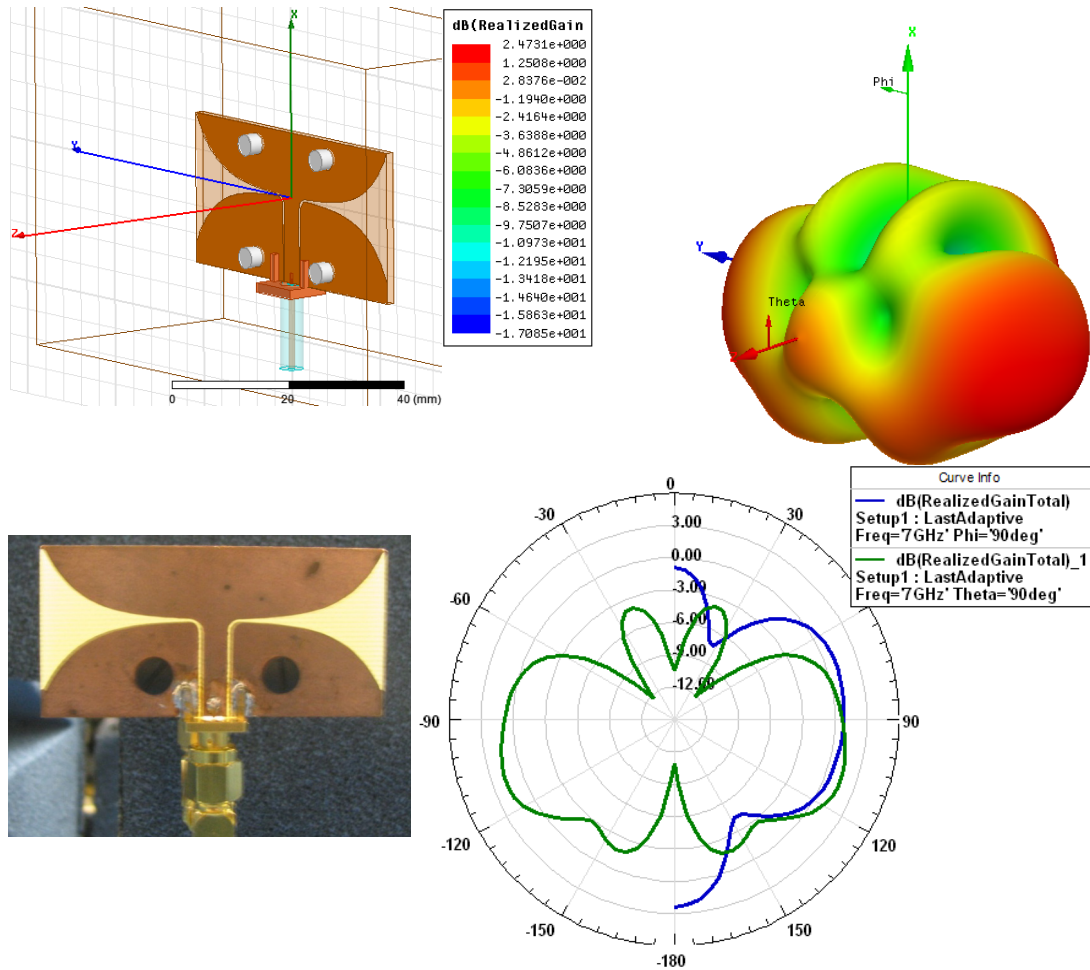 X
Y
Z
0
20
40 (mm)
dB(RealizedGain
2.4731e+000
1.2508e+000
2.8376e-002
-1.1940e+000
-2.4164e+000
-3.6388e+000
-4.8612e+000
-6.0836e+000
-7.3059e+000
-8.5283e+000
-9.7507e+000
-1.0973e+001
-1.2195e+001
-1.3418e+001
-1.4640e+001
-1.5863e+001
-1.7085e+001
X
Phi
Y
Theta
Z
Curve Info
dB(RealizedGainTotal)
Setup1 : LastAdaptive
Freq='7GHz' Phi='90deg'
dB(RealizedGainTotal)_1
Setup1 : LastAdaptive
Freq='7GHz' Theta='90deg'
0
30
60
90
120
150
-180
-150
-120
-90
-60
-30
3.00
0.00
-3.00
-6.00
-9.00
-12.00